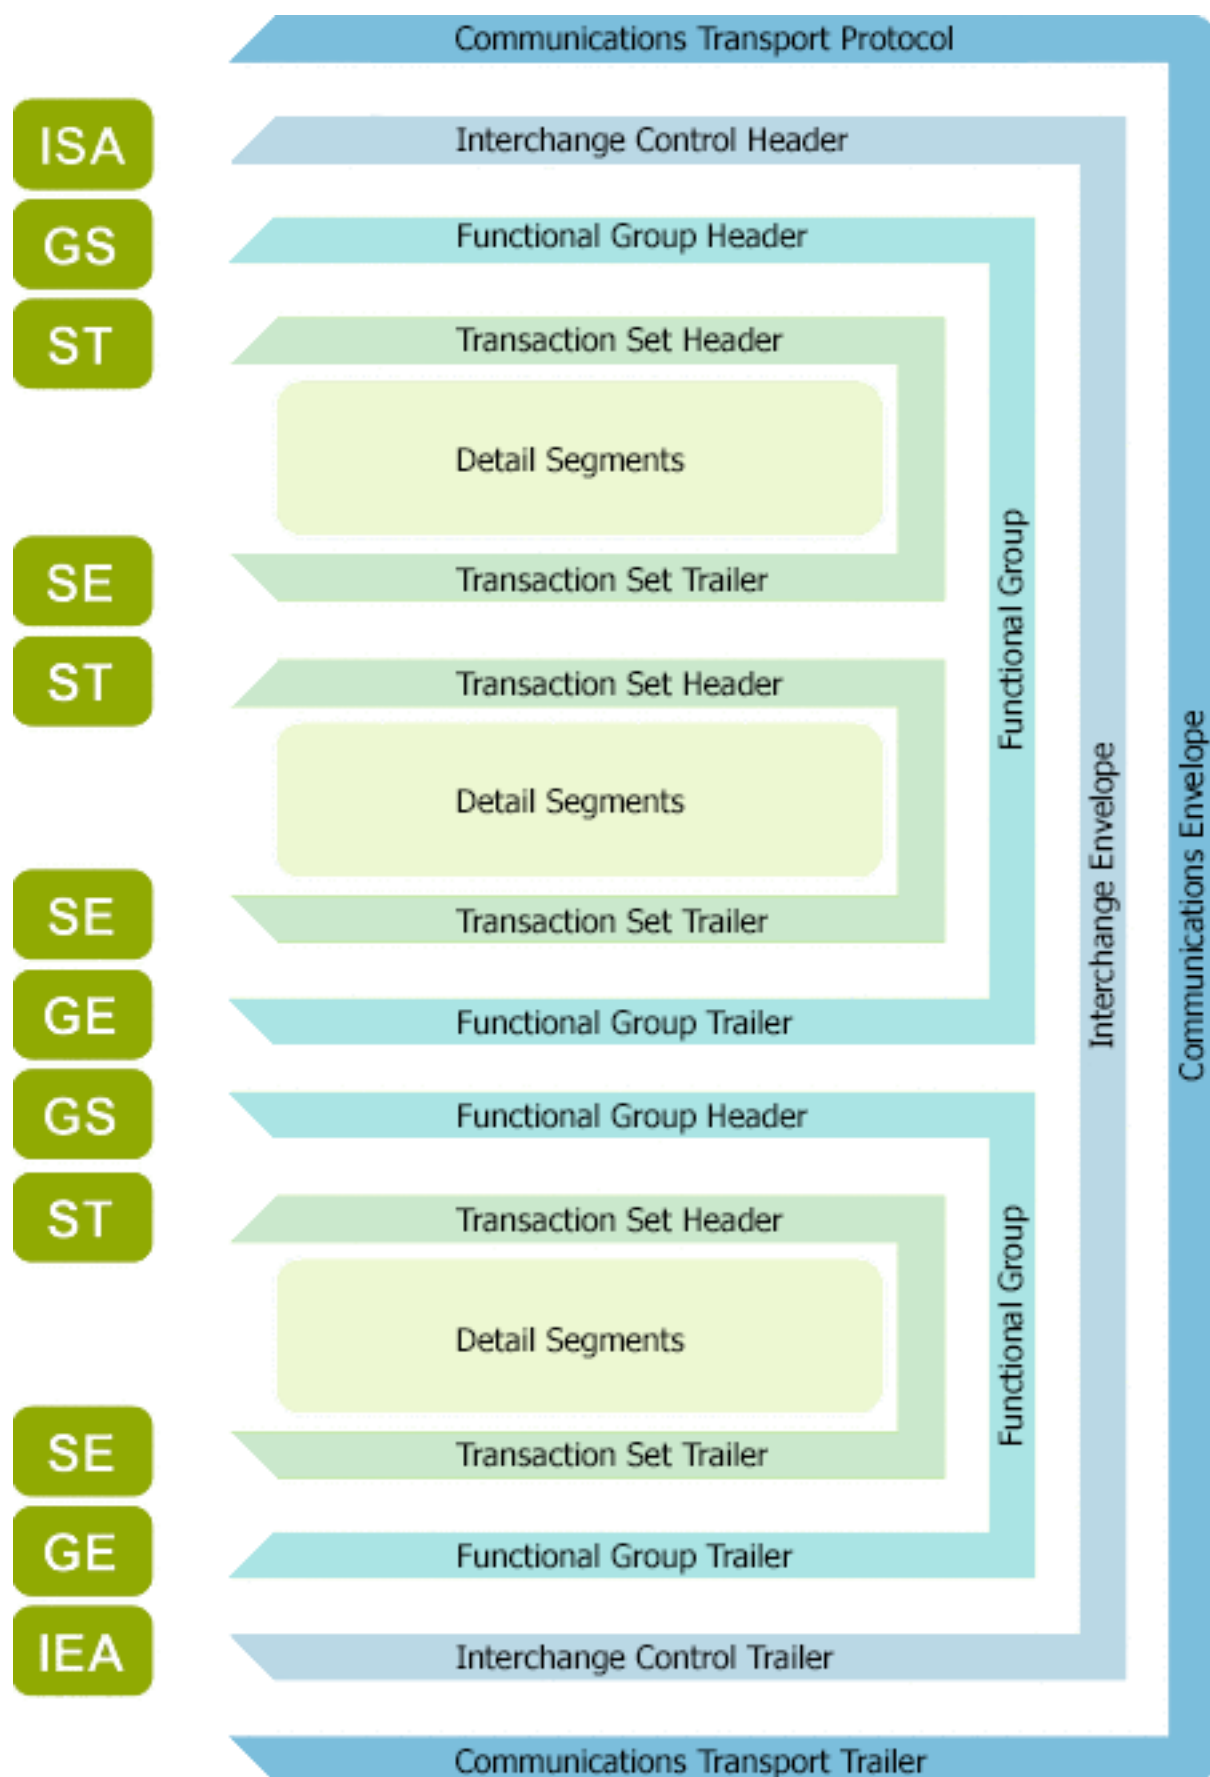 Communications Transport Protocol
ISA Interchange Control Header
GS Functional Group Header
ST Transaction Set Header
Detail Segments
SE Transaction Set Trailer
ST Transaction Set Header
Detail Segments
SE Transaction Set Trailer
GE Functional Group Trailer
Functional Group
GS Functional Group Header
ST Transaction Set Header
Detail Segments
SE Transaction Set Trailer
GE Functional Group Trailer
Functional Group
IEA Interchange Control Trailer
Interchange Envelope
Communications Transport Trailer
Communications Envelope